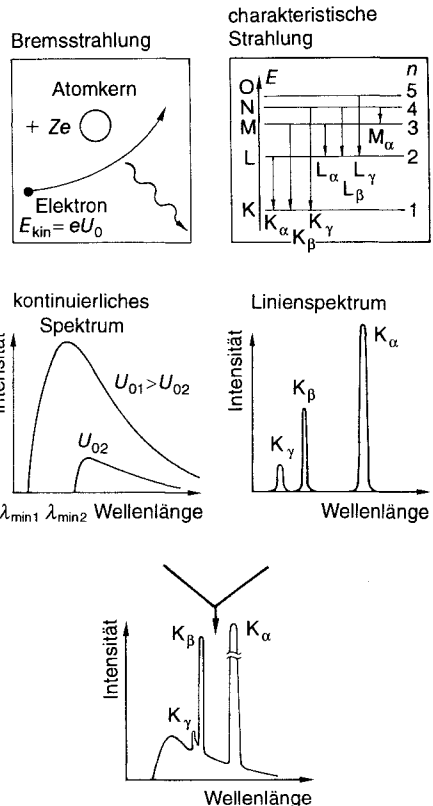 Bremsstrahlung
Atomkern
+ Ze
Elektron
E_kin = eU_0
charakteristische
Strahlung
E
n
O
5
N
4
M
3
M_α
L
2
L_α
L_β
L_γ
K
1
K_α
K_β
K_γ
kontinuierliches
Spektrum
Intensität
U_01 > U_02
U_02
λ_min1 λ_min2 Wellenlänge
Linienspektrum
Intensität
K_α
K_β
K_γ
Wellenlänge
Intensität
K_β
K_α
K_γ
Wellenlänge